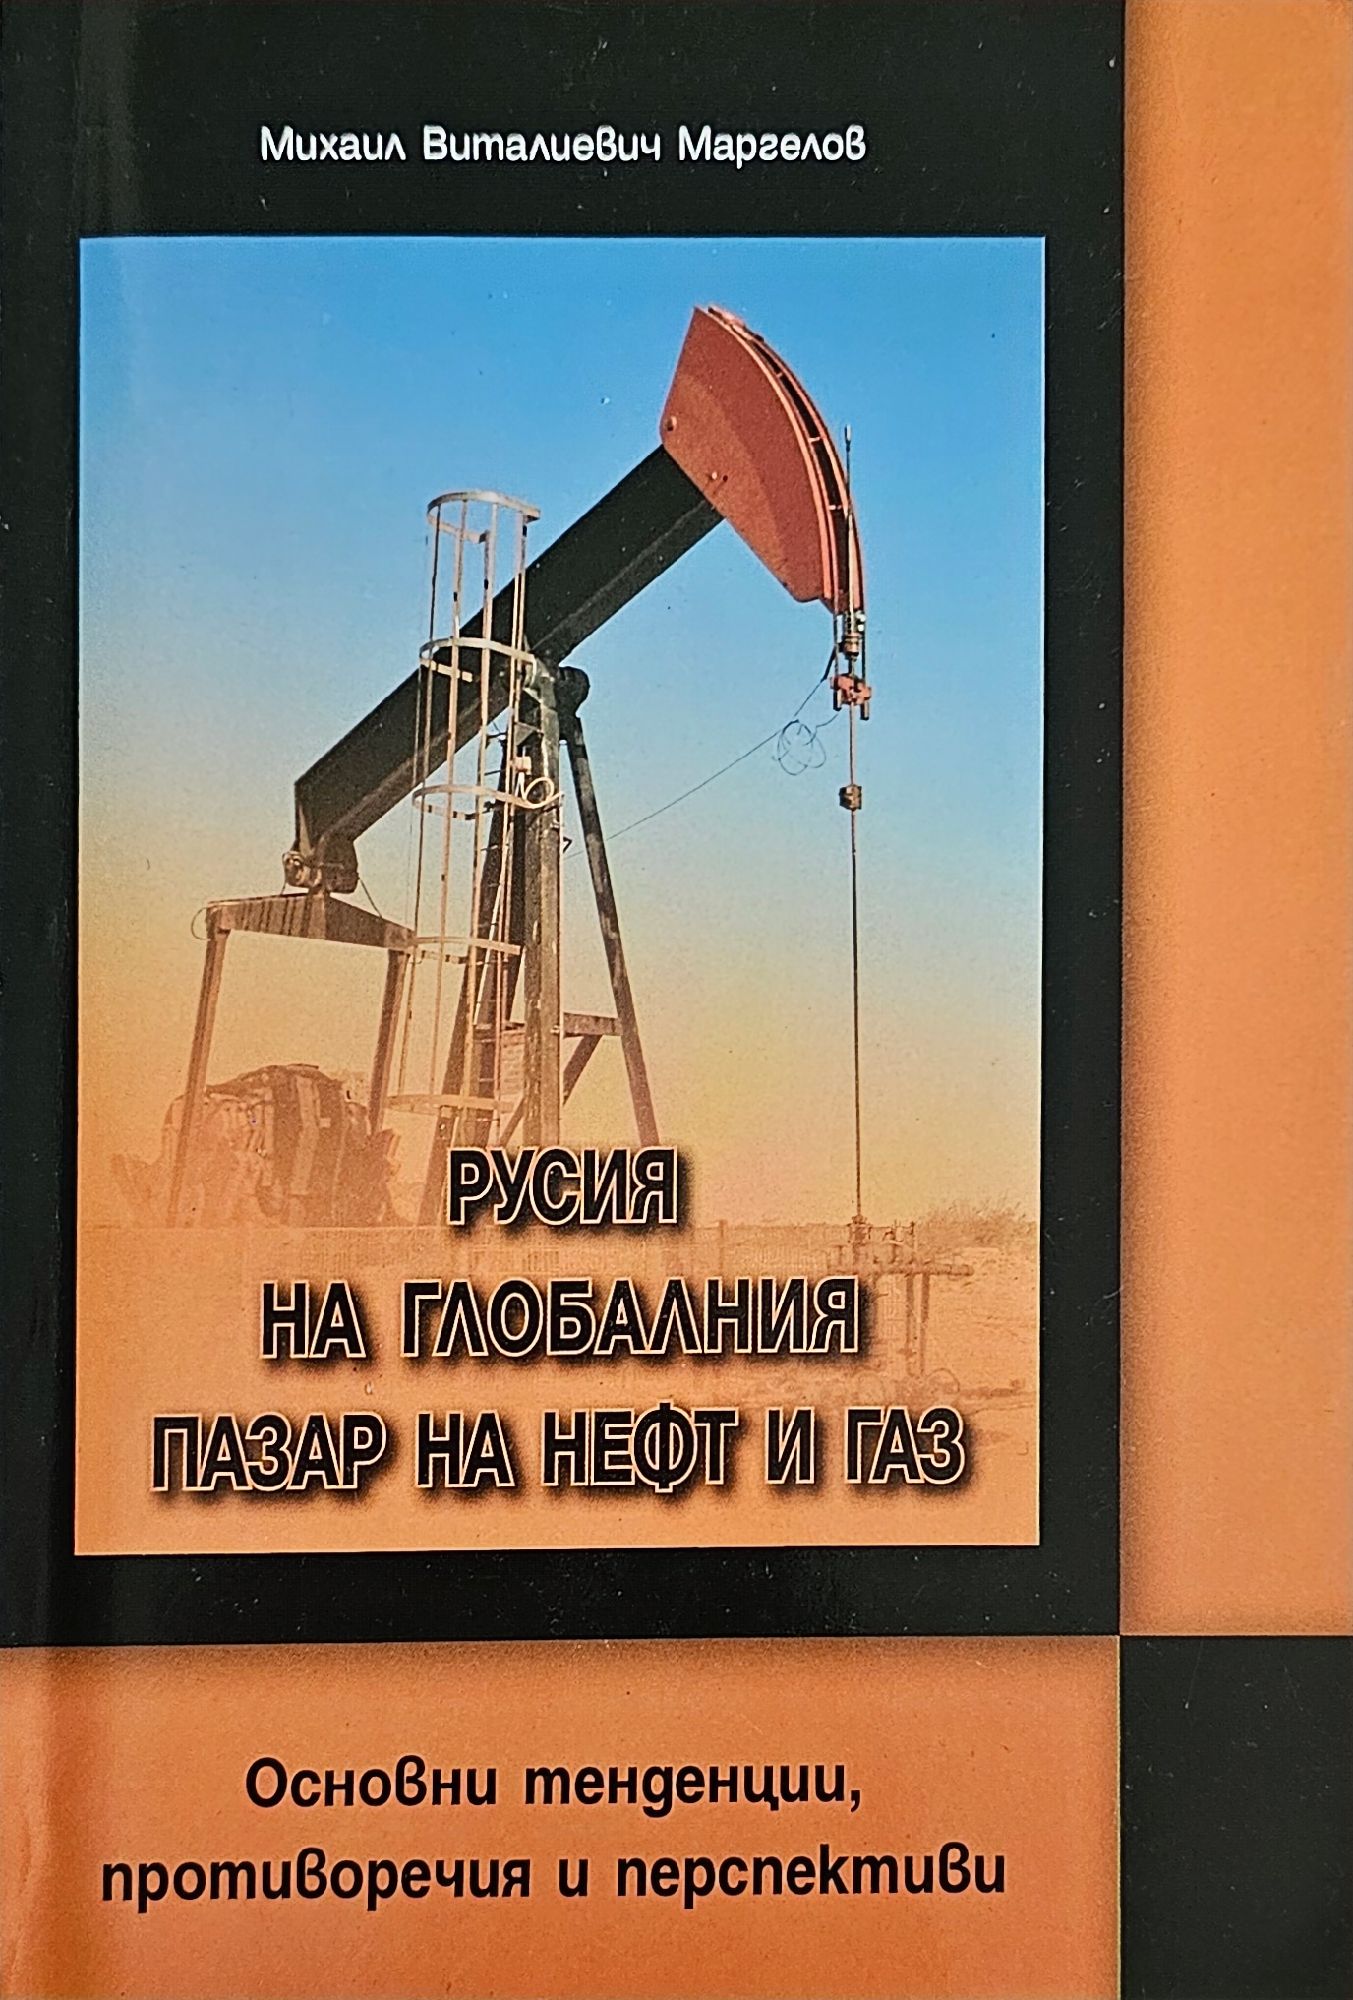 Михаил Виталиевич Маргелов
РУСИЯ
НА ГЛОБАЛНИЯ
ПАЗАР НА НЕФТ И ГАЗ
Основни тенденции,
противоречия и перспективи